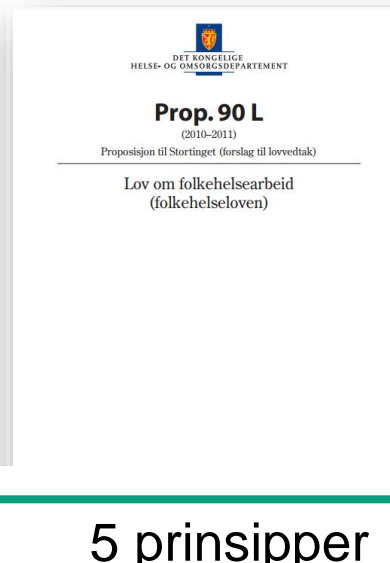 DET KONGELIGE
HELSE- OG OMSORGSDEPARTEMENT
Prop. 90 L
(2010–2011)
Proposisjon til Stortinget (forslag til lovvedtak)
Lov om folkehelsearbeid
(folkehelseloven)
5 prinsipper